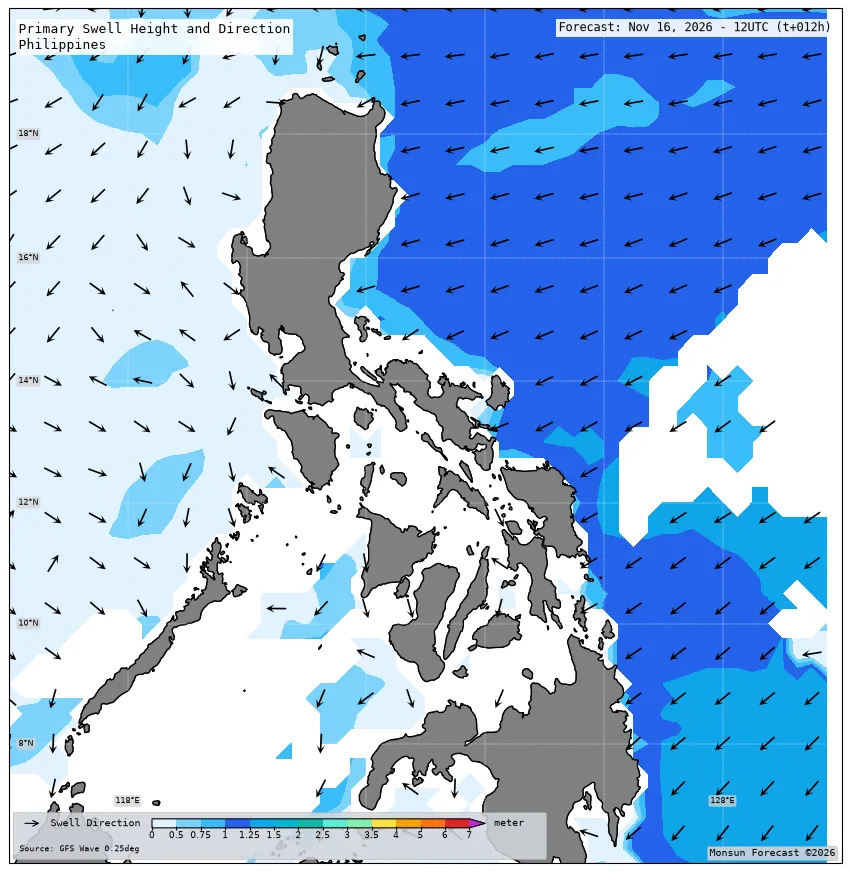 Primary Swell Height and Direction
Philippines
Forecast: Nov 16, 2026 - 12UTC (t+012h)
18°N
16°N
14°N
12°N
10°N
8°N
118°E
128°E
Swell Direction
0 0.5 0.75 1 1.25 1.5 2 2.5 3 3.5 4 5 6 7
meter
Source: GFS Wave 0.25deg
Monsun Forecast ©2026